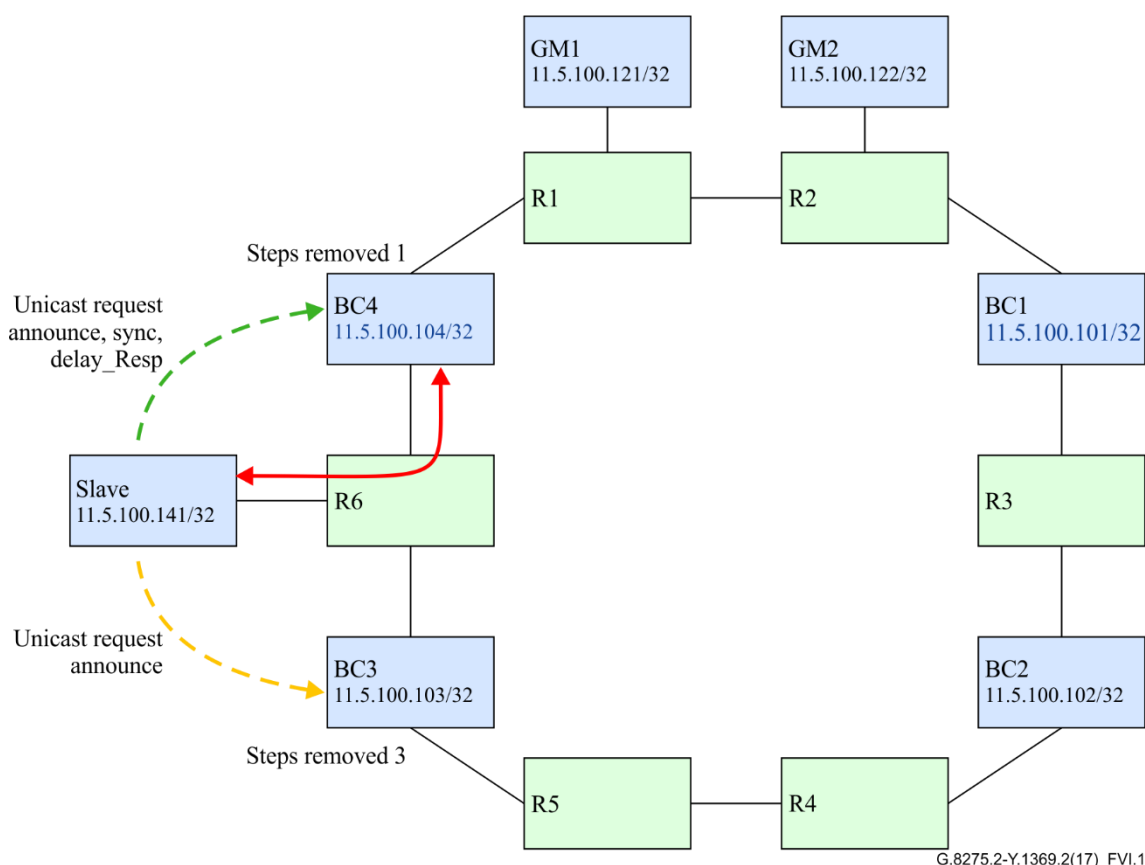 GM1
11.5.100.121/32
GM2
11.5.100.122/32
R1
R2
Steps removed 1
Unicast request
announce, sync,
delay_Resp
BC4
11.5.100.104/32
BC1
11.5.100.101/32
Slave
11.5.100.141/32
R6
R3
Unicast request
announce
BC3
11.5.100.103/32
BC2
11.5.100.102/32
Steps removed 3
R5
R4
G.8275.2-Y.1369.2(17)_FVI.1